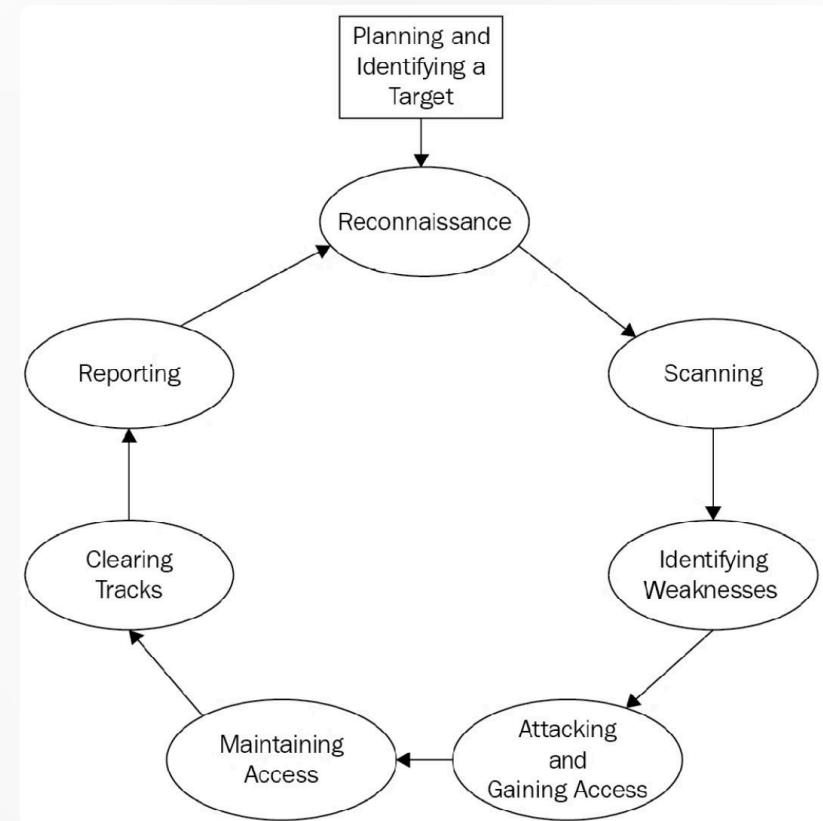 Planning and
Identifying a
Target
Reconnaissance
Scanning
Identifying
Weaknesses
Attacking
and
Gaining Access
Maintaining
Access
Clearing
Tracks
Reporting